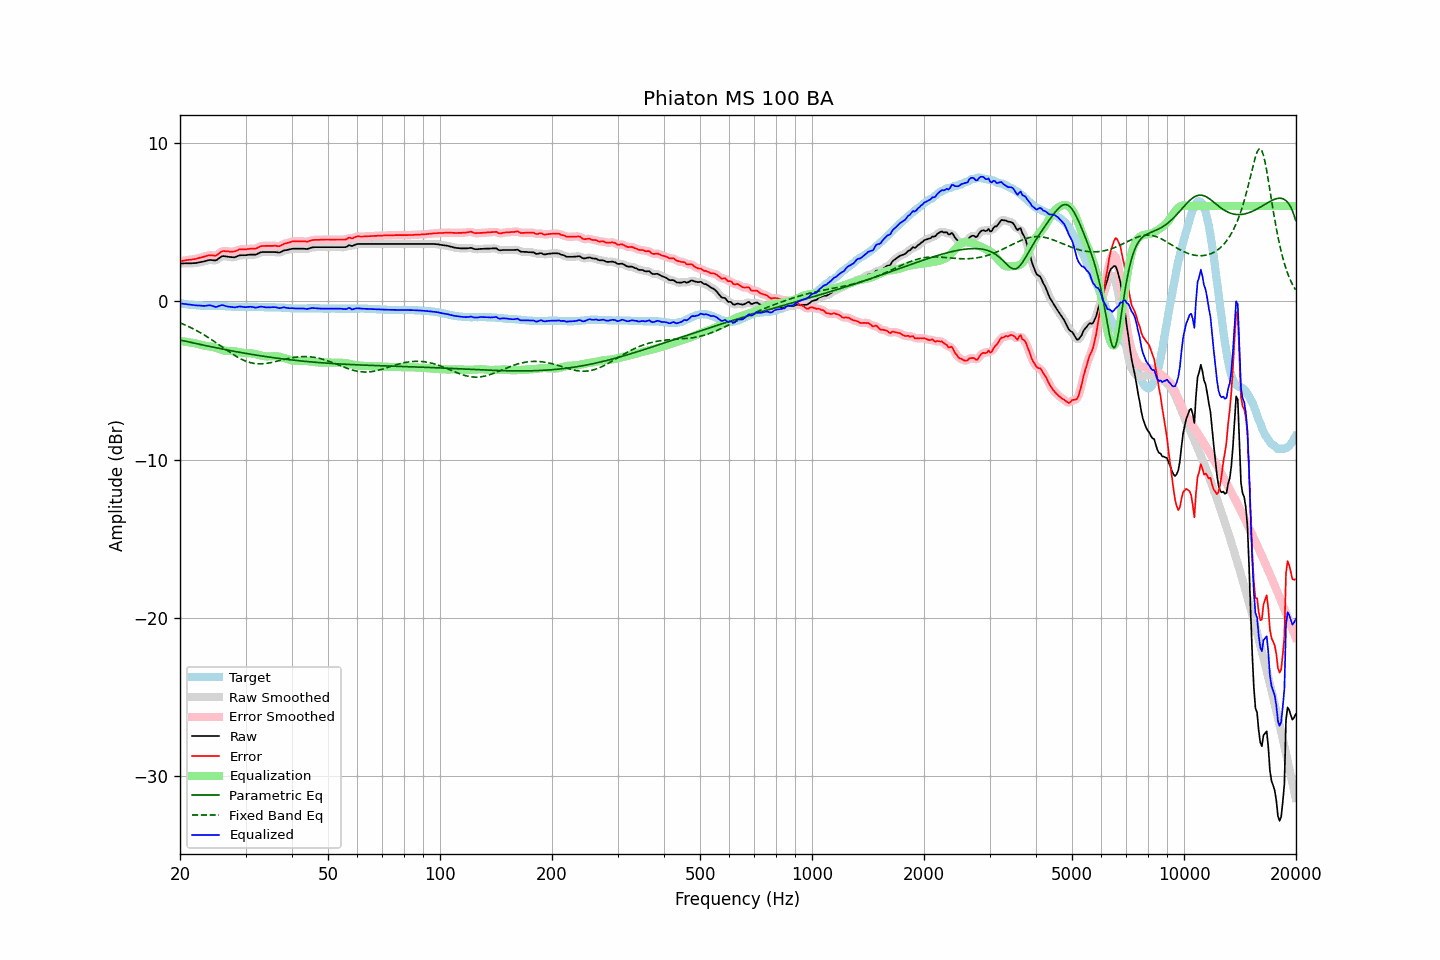 Phiaton MS 100 BA
10
0
−10
−20
−30
Amplitude (dBr)
Target
Raw Smoothed
Error Smoothed
Raw
Error
Equalization
Parametric Eq
Fixed Band Eq
Equalized
20 50 100 200 500 1000 2000 5000 10000 20000
Frequency (Hz)